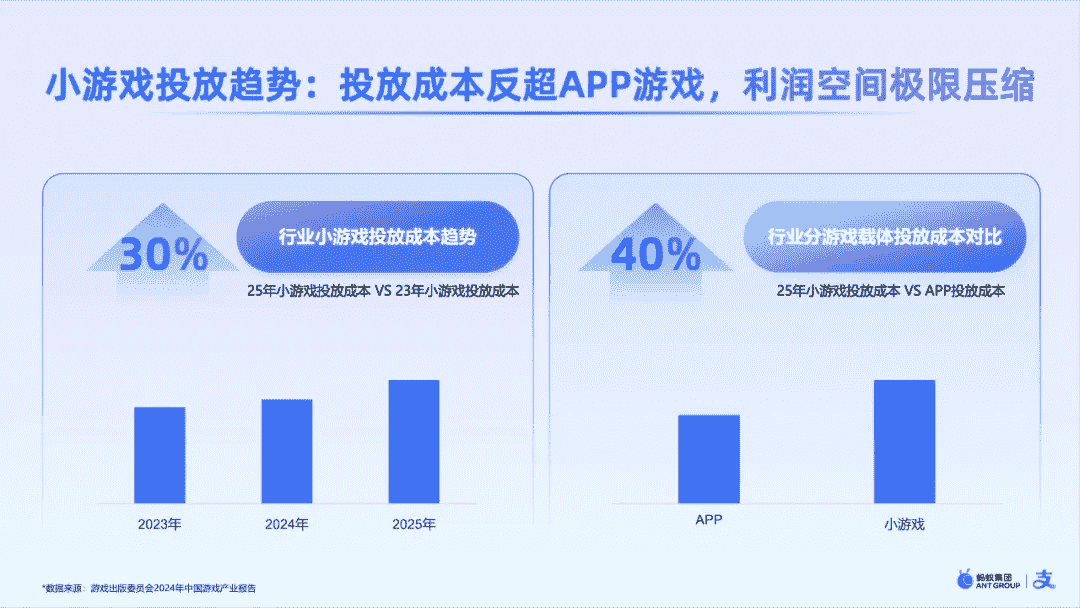 小游戏投放趋势：投放成本反超APP游戏，利润空间极限压缩
30%
行业小游戏投放成本趋势
25年小游戏投放成本 VS 23年小游戏投放成本
2023年
2024年
2025年
40%
行业分游戏载体投放成本对比
25年小游戏投放成本 VS APP投放成本
APP
小游戏
*数据来源：游戏出版委员会2024年中国游戏产业报告
蚂蚁集团
ANT GROUP
支